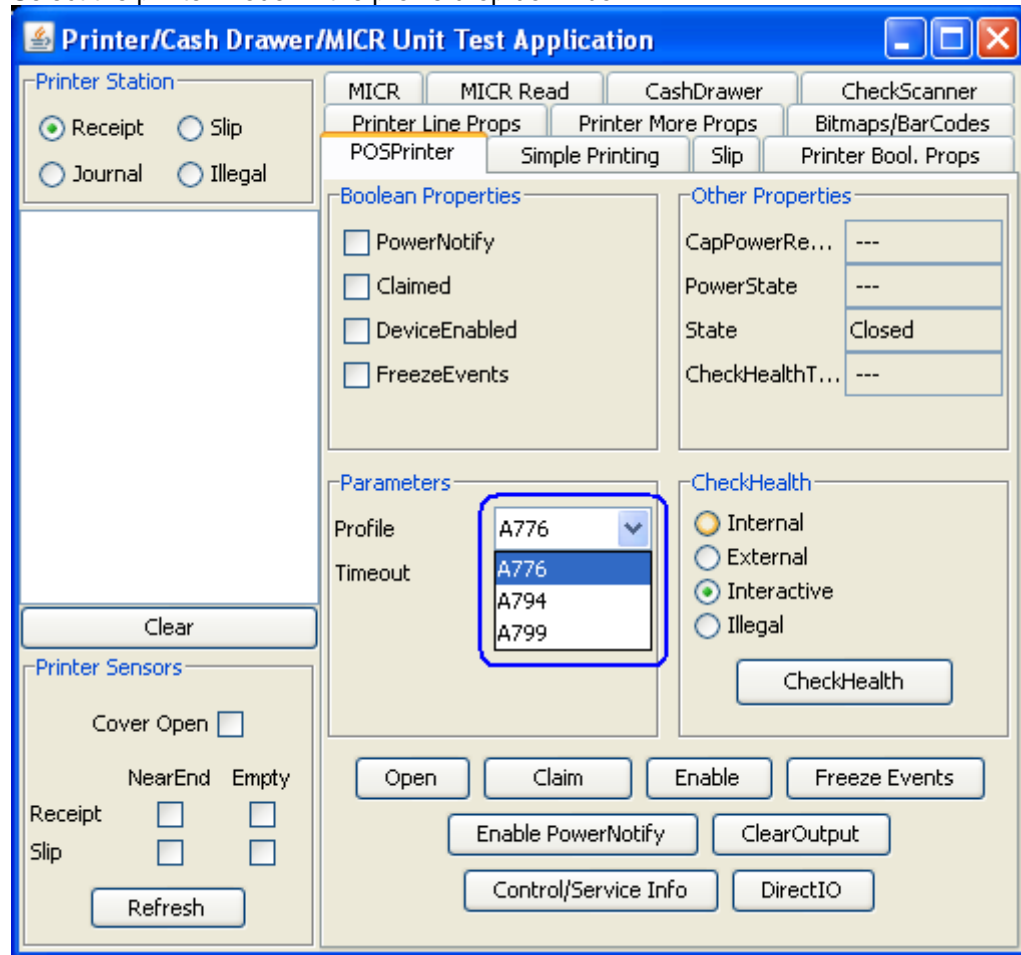 Printer/Cash Drawer/MICR Unit Test Application
Printer Station
Receipt Slip
Journal Illegal
MICR MICR Read CashDrawer CheckScanner
Printer Line Props Printer More Props Bitmaps/BarCodes
POSPrinter Simple Printing Slip Printer Bool. Props
Boolean Properties
PowerNotify
Claimed
DeviceEnabled
FreezeEvents
Other Properties
CapPowerRe... ---
PowerState ---
State Closed
CheckHealthT... ---
Parameters
Profile A776
Timeout
A776
A794
A799
CheckHealth
Internal
External
Interactive
Illegal
CheckHealth
Clear
Printer Sensors
Cover Open
NearEnd Empty
Receipt
Slip
Refresh
Open Claim Enable Freeze Events
Enable PowerNotify ClearOutput
Control/Service Info DirectIO